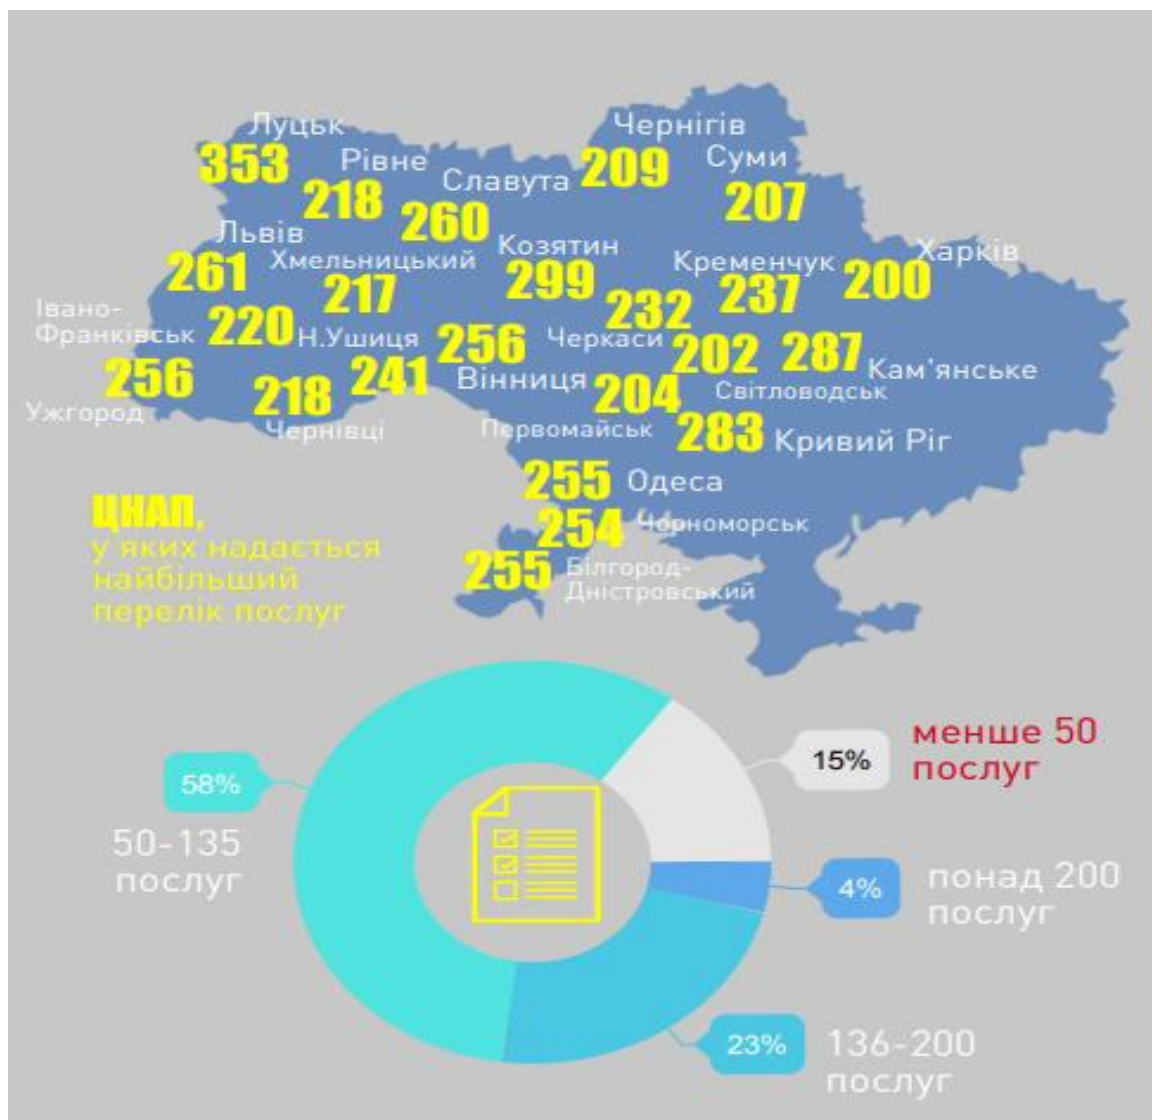 Луцьк
353
Рівне
218
Славута
260
Чернігів
209
Суми
207
Львів
261
Хмельницький
217
Козятин
299
Кременчук
237
Харків
200
Івано-
Франківськ
220
Н.Ушиця
241
256
Вінниця
232
Черкаси
202
Світловодськ
287
Кам'янське
256
Ужгород
218
Чернівці
204
Первомайськ
283
Кривий Ріг
255
Одеса
254
Чорноморськ
255
Білгород-
Дністровський
ЦНАП,
у яких надається
найбільший
перелік послуг
58%
50-135
послуг
15%
менше 50
послуг
4%
понад 200
послуг
23%
136-200
послуг